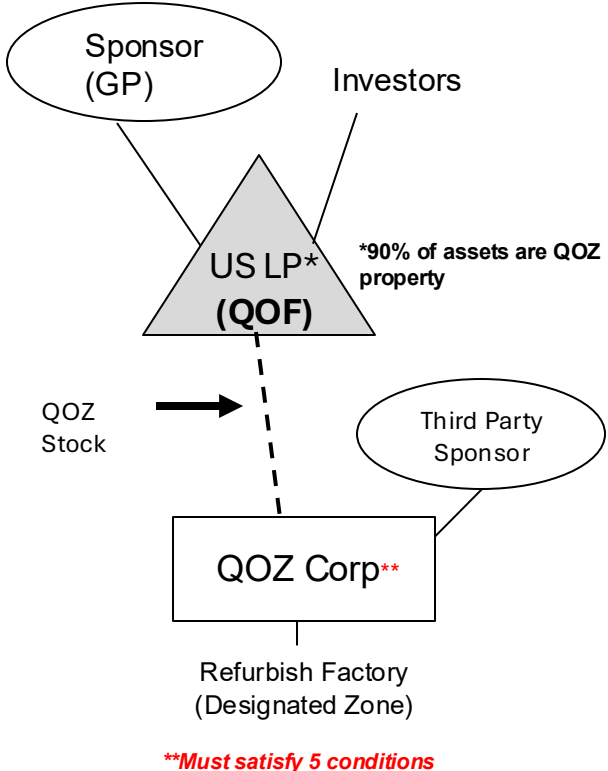 Sponsor
(GP)
Investors
US LP*
(QOF)
*90% of assets are QOZ
property
QOZ
Stock
Third Party
Sponsor
QOZ Corp**
Refurbish Factory
(Designated Zone)
**Must satisfy 5 conditions